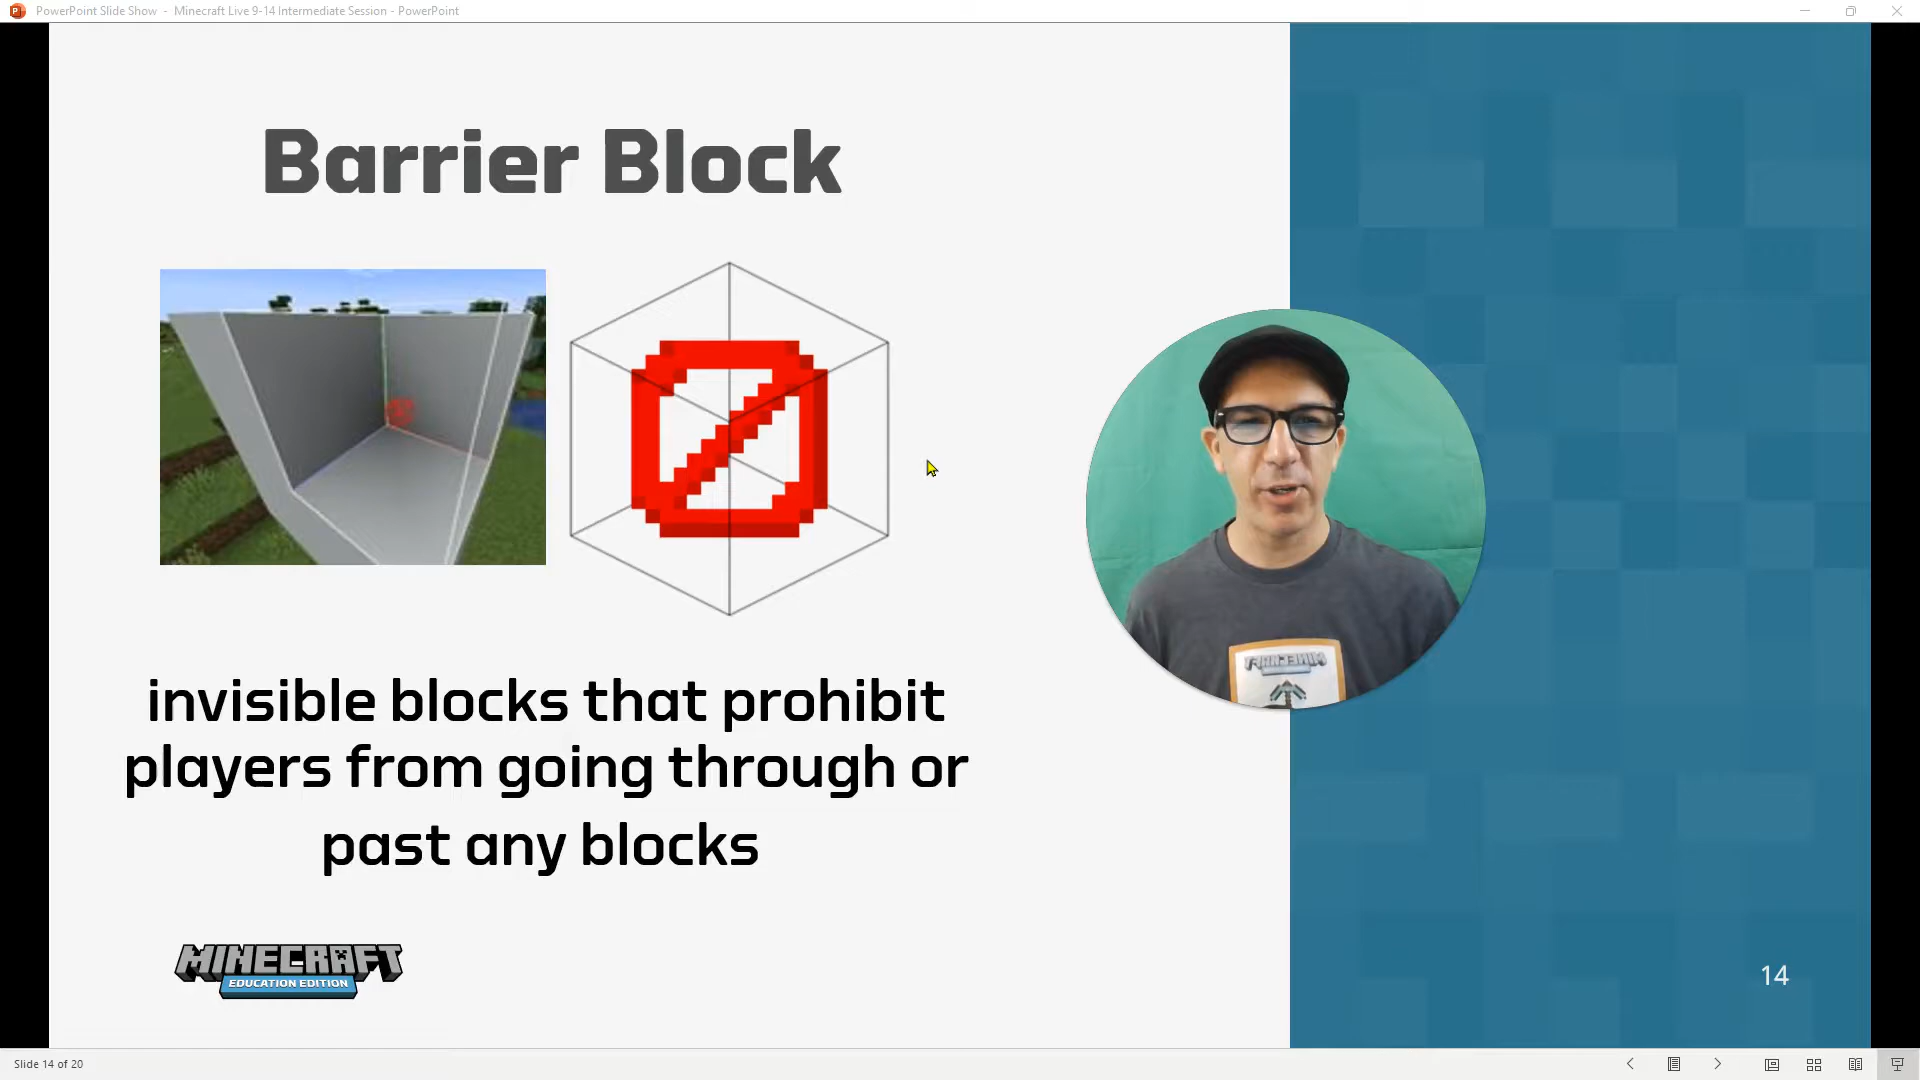 PowerPoint Slide Show - Minecraft Live 9-14 Intermediate Session - PowerPoint
Barrier Block
invisible blocks that prohibit
players from going through or
past any blocks
MINECRAFT
MINECRAFT
EDUCATION EDITION
14
Slide 14 of 20